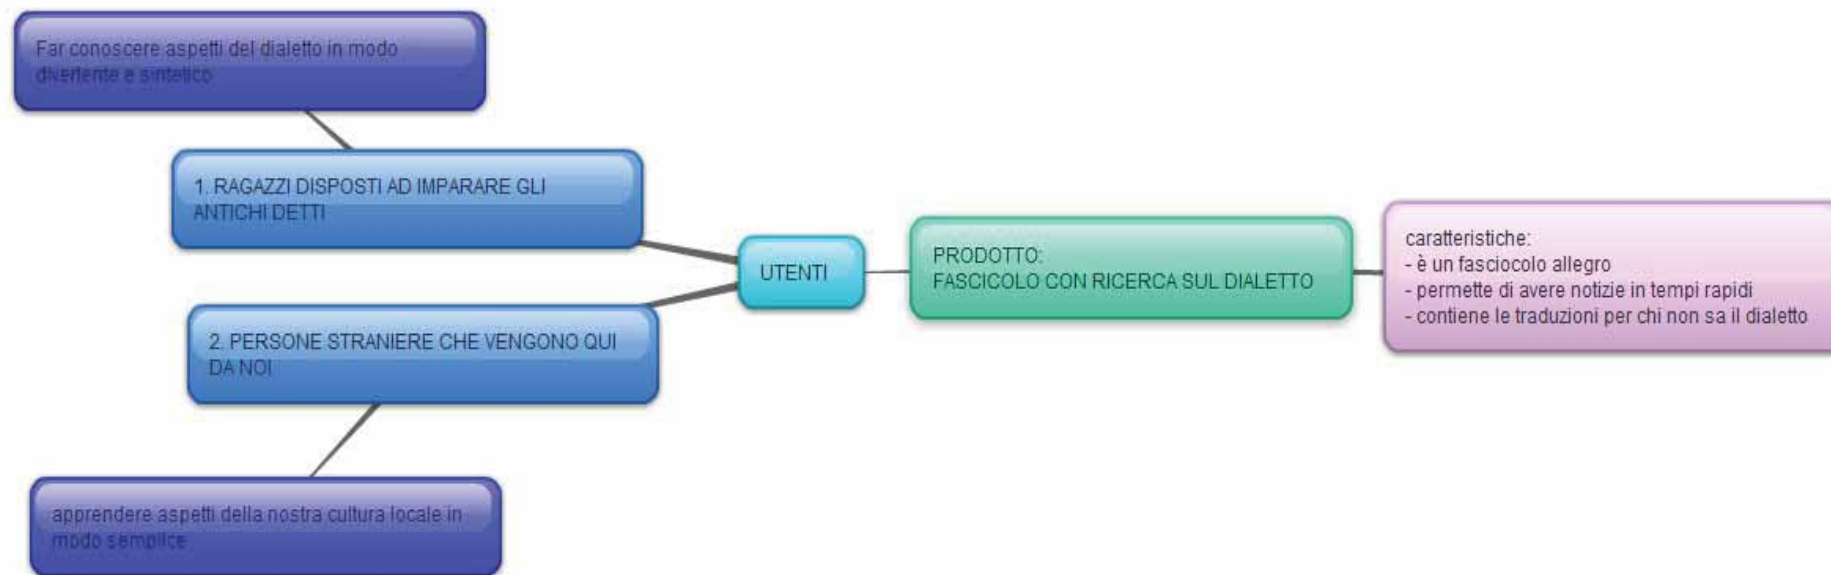 Far conoscere aspetti del dialetto in modo
divertente e sintetico
1. RAGAZZI DISPOSTI AD IMPARARE GLI
ANTICHI DETTI
UTENTI
PRODOTTO:
FASCICOLO CON RICERCA SUL DIALETTO
caratteristiche:
- è un fasciocolo allegro
- permette di avere notizie in tempi rapidi
- contiene le traduzioni per chi non sa il dialetto
2. PERSONE STRANIERE CHE VENGONO QUI
DA NOI
apprendere aspetti della nostra cultura locale in
modo semplice